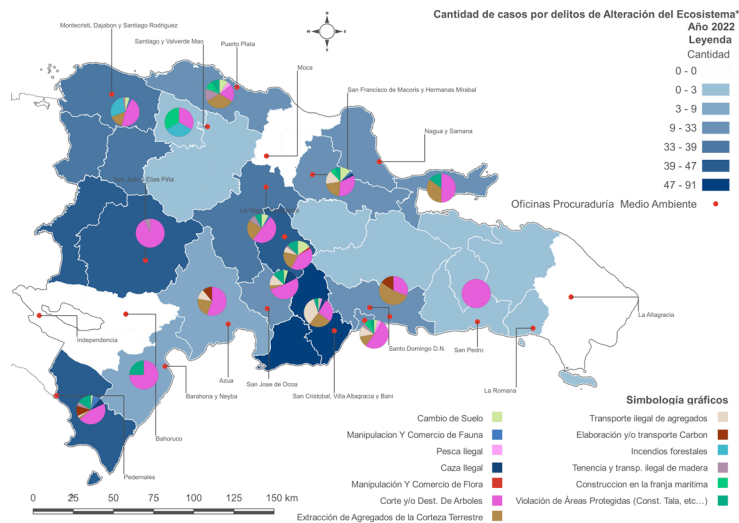 Cantidad de casos por delitos de Alteración del Ecosistema*
Año 2022
Leyenda
Cantidad
0 - 0
0 - 3
3 - 9
9 - 33
33 - 39
39 - 47
47 - 91
Oficinas Procuraduría Medio Ambiente
Montecristi, Dajabon y Santiago Rodriguez
Santiago y Valverde Mao
Puerto Plata
Moca
San Francisco de Macoris y Hermanas Mirabal
Nagua y Samana
San Juan y Elias Piña
La Vega
La Altagracia
Independencia
Santo Domingo D.N.
San Pedro
La Romana
Azua
San Jose de Ocoa
San Cristobal, Villa Altagracia y Bani
Barahona y Neyba
Bahoruco
Pedernales
0 50 100 150 km
Simbología gráficos
Cambio de Suelo
Manipulacion Y Comercio de Fauna
Pesca Ilegal
Caza Ilegal
Manipulación Y Comercio de Flora
Corte y/o Dest. De Arboles
Extracción de Agregados de la Corteza Terrestre
Transporte ilegal de agregados
Elaboración y/o transporte Carbon
Incendios forestales
Tenencia y transp. ilegal de madera
Construccion en la franja maritima
Violación de Áreas Protegidas (Const. Tala, etc...)